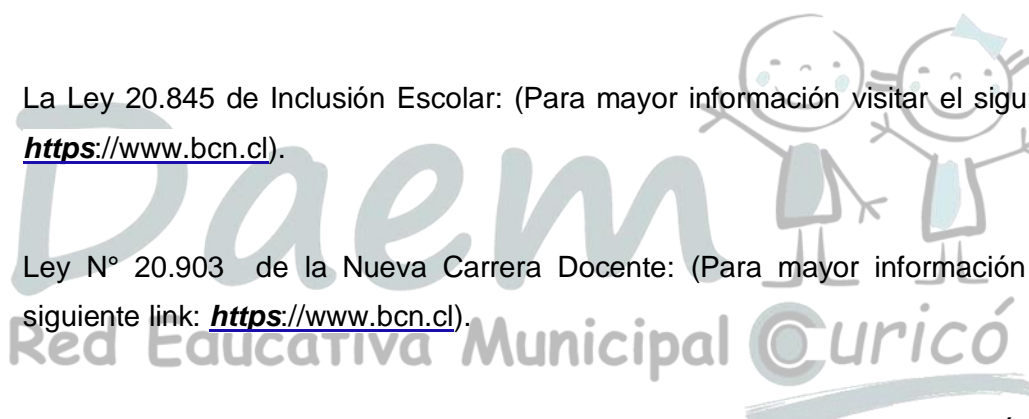 La Ley 20.845 de Inclusión Escolar: (Para mayor información visitar el sigu
https://www.bcn.cl).
Daem
Ley N° 20.903 de la Nueva Carrera Docente: (Para mayor información
siguiente link: https://www.bcn.cl).
Red Educativa Municipal Curicó